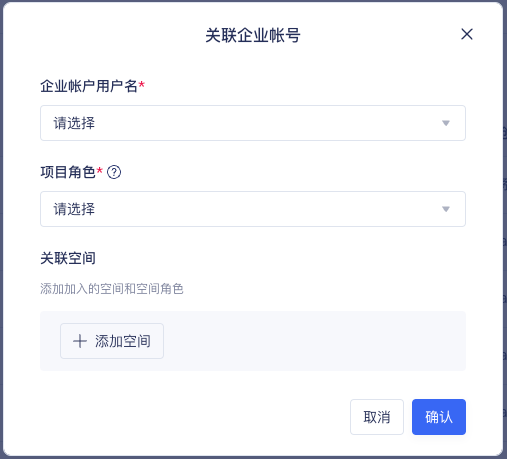 关联企业帐号
企业帐户用户名*
请选择
项目角色*
请选择
关联空间
添加加入的空间和空间角色
添加空间
取消 确认